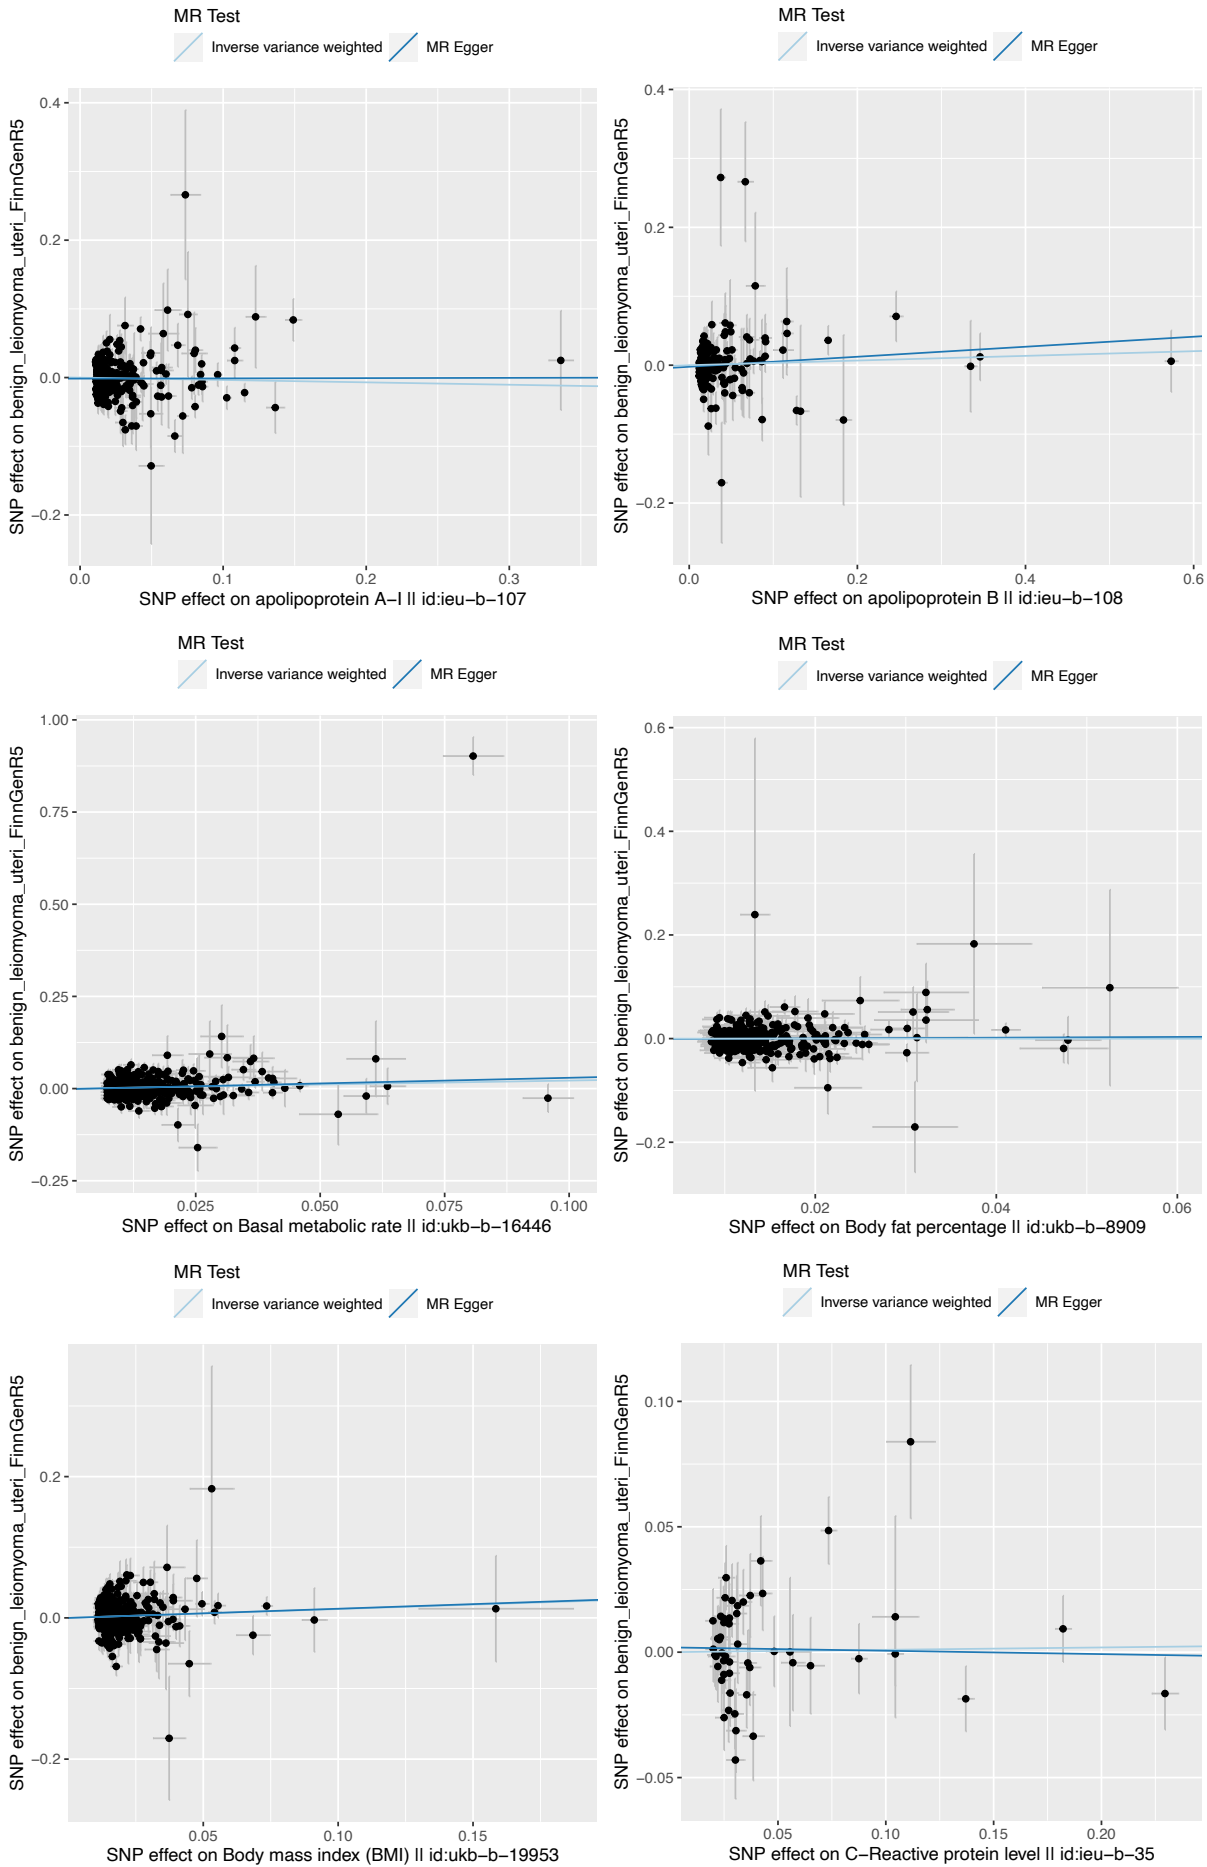 MR Test
Inverse variance weighted MR Egger
SNP effect on benign_leiomyoma_uteri_FinnGenR5
0.4
0.2
0.0
−0.2
0.0 0.1 0.2 0.3
SNP effect on apolipoprotein A−I || id:ieu−b−107
MR Test
Inverse variance weighted MR Egger
SNP effect on benign_leiomyoma_uteri_FinnGenR5
0.4
0.2
0.0
−0.2
0.0 0.2 0.4 0.6
SNP effect on apolipoprotein B || id:ieu−b−108
MR Test
Inverse variance weighted MR Egger
SNP effect on benign_leiomyoma_uteri_FinnGenR5
1.00
0.75
0.50
0.25
0.00
−0.25
0.025 0.050 0.075 0.100
SNP effect on Basal metabolic rate || id:ukb−b−16446
MR Test
Inverse variance weighted MR Egger
SNP effect on benign_leiomyoma_uteri_FinnGenR5
0.6
0.4
0.2
0.0
−0.2
0.02 0.04 0.06
SNP effect on Body fat percentage || id:ukb−b−8909
MR Test
Inverse variance weighted MR Egger
SNP effect on benign_leiomyoma_uteri_FinnGenR5
0.2
0.0
−0.2
0.05 0.10 0.15
SNP effect on Body mass index (BMI) || id:ukb−b−19953
MR Test
Inverse variance weighted MR Egger
SNP effect on benign_leiomyoma_uteri_FinnGenR5
0.10
0.05
0.00
−0.05
0.05 0.10 0.15 0.20
SNP effect on C−Reactive protein level || id:ieu−b−35